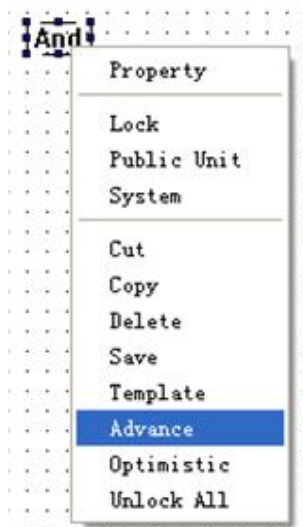 And
Property
Lock
Public Unit
System
Cut
Copy
Delete
Save
Template
Advance
Optimistic
Unlock All